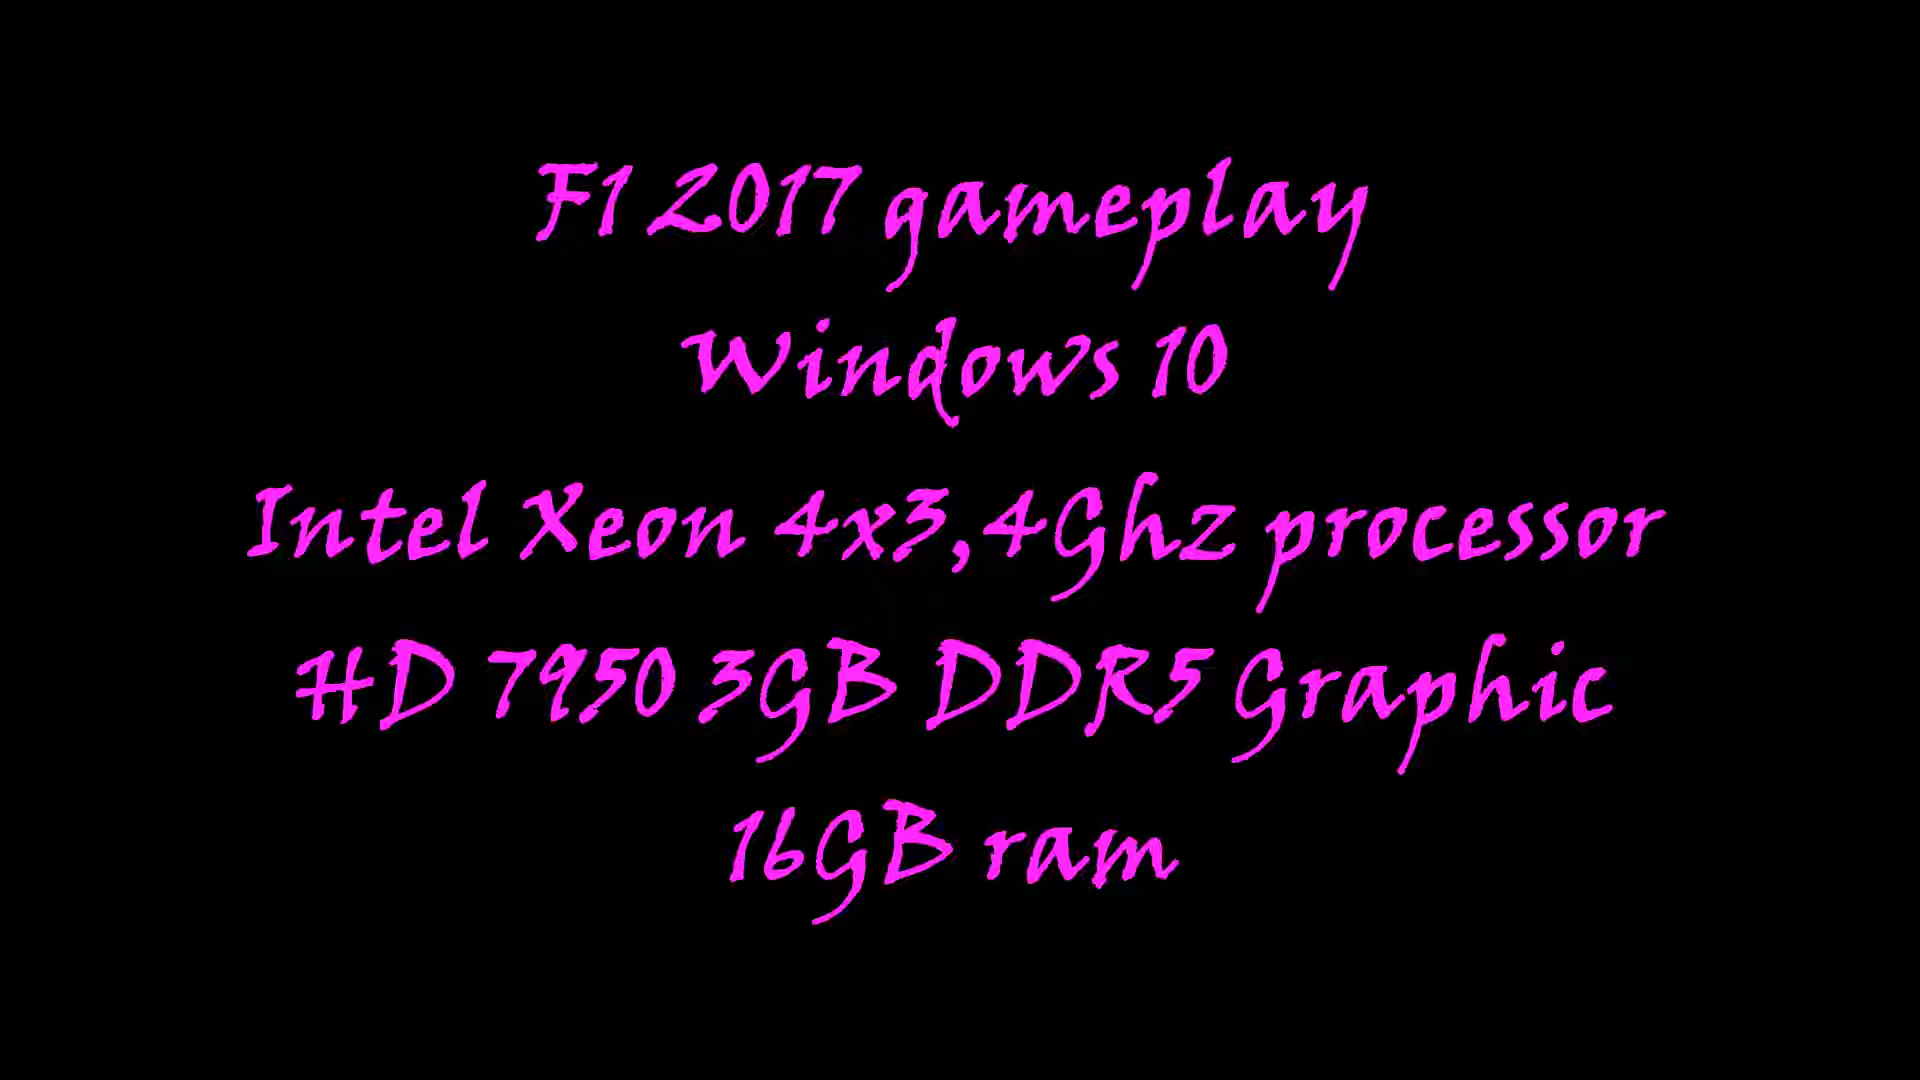 F1 2017 gameplay
Windows 10
Intel Xeon 4x3,4Ghz processor
HD 7950 3GB DDR5 Graphic
16GB ram